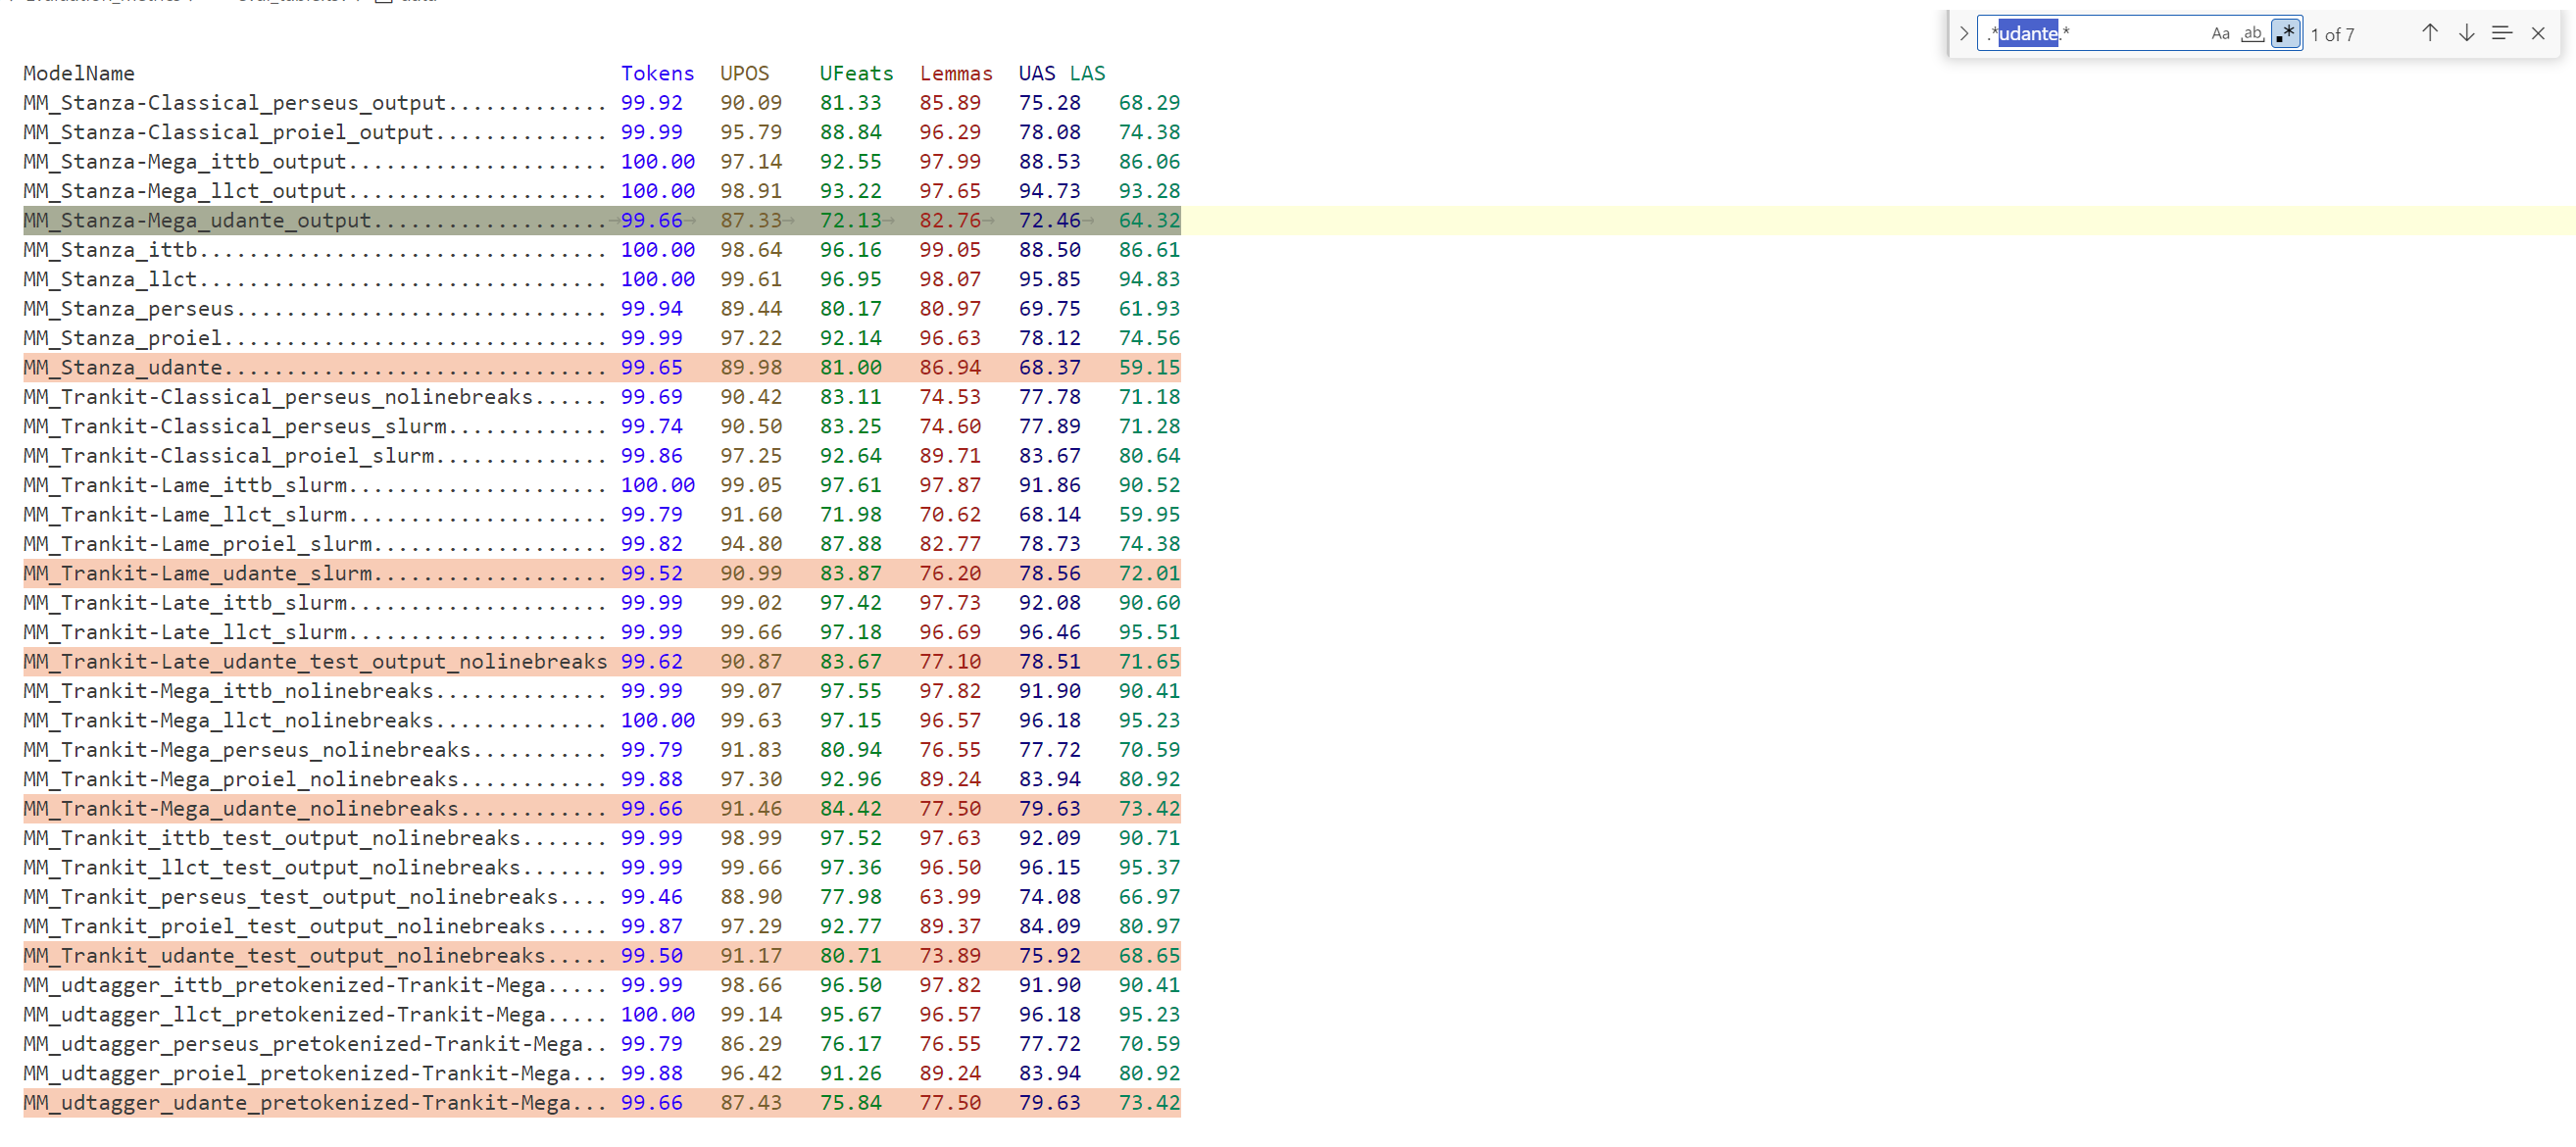 .*udante.* Aa ab .* 1 of 7
ModelName Tokens UPOS UFeats Lemmas UAS LAS
MM_Stanza-Classical_perseus_output............. 99.92 90.09 81.33 85.89 75.28 68.29
MM_Stanza-Classical_proiel_output.............. 99.99 95.79 88.84 96.29 78.08 74.38
MM_Stanza-Mega_ittb_output..................... 100.00 97.14 92.55 97.99 88.53 86.06
MM_Stanza-Mega_llct_output..................... 100.00 98.91 93.22 97.65 94.73 93.28
MM_Stanza-Mega_udante_output................... 99.66 87.33 72.13 82.76 72.46 64.32
MM_Stanza_ittb................................. 100.00 98.64 96.16 99.05 88.50 86.61
MM_Stanza_llct................................. 100.00 99.61 96.95 98.07 95.85 94.83
MM_Stanza_perseus.............................. 99.94 89.44 80.17 80.97 69.75 61.93
MM_Stanza_proiel............................... 99.99 97.22 92.14 96.63 78.12 74.56
MM_Stanza_udante............................... 99.65 89.98 81.00 86.94 68.37 59.15
MM_Trankit-Classical_perseus_nolinebreaks...... 99.69 90.42 83.11 74.53 77.78 71.18
MM_Trankit-Classical_perseus_slurm............. 99.74 90.50 83.25 74.60 77.89 71.28
MM_Trankit-Classical_proiel_slurm.............. 99.86 97.25 92.64 89.71 83.67 80.64
MM_Trankit-Lame_ittb_slurm..................... 100.00 99.05 97.61 97.87 91.86 90.52
MM_Trankit-Lame_llct_slurm..................... 99.79 91.60 71.98 70.62 68.14 59.95
MM_Trankit-Lame_proiel_slurm................... 99.82 94.80 87.88 82.77 78.73 74.38
MM_Trankit-Lame_udante_slurm................... 99.52 90.99 83.87 76.20 78.56 72.01
MM_Trankit-Late_ittb_slurm..................... 99.99 99.02 97.42 97.73 92.08 90.60
MM_Trankit-Late_llct_slurm..................... 99.99 99.66 97.18 96.69 96.46 95.51
MM_Trankit-Late_udante_test_output_nolinebreaks 99.62 90.87 83.67 77.10 78.51 71.65
MM_Trankit-Mega_ittb_nolinebreaks.............. 99.99 99.07 97.55 97.82 91.90 90.41
MM_Trankit-Mega_llct_nolinebreaks.............. 100.00 99.63 97.15 96.57 96.18 95.23
MM_Trankit-Mega_perseus_nolinebreaks........... 99.79 91.83 80.94 76.55 77.72 70.59
MM_Trankit-Mega_proiel_nolinebreaks............ 99.88 97.30 92.96 89.24 83.94 80.92
MM_Trankit-Mega_udante_nolinebreaks............ 99.66 91.46 84.42 77.50 79.63 73.42
MM_Trankit_ittb_test_output_nolinebreaks....... 99.99 98.99 97.52 97.63 92.09 90.71
MM_Trankit_llct_test_output_nolinebreaks....... 99.99 99.66 97.36 96.50 96.15 95.37
MM_Trankit_perseus_test_output_nolinebreaks.... 99.46 88.90 77.98 63.99 74.08 66.97
MM_Trankit_proiel_test_output_nolinebreaks..... 99.87 97.29 92.77 89.37 84.09 80.97
MM_Trankit_udante_test_output_nolinebreaks..... 99.50 91.17 80.71 73.89 75.92 68.65
MM_udtagger_ittb_pretokenized-Trankit-Mega..... 99.99 98.66 96.50 97.82 91.90 90.41
MM_udtagger_llct_pretokenized-Trankit-Mega..... 100.00 99.14 95.67 96.57 96.18 95.23
MM_udtagger_perseus_pretokenized-Trankit-Mega.. 99.79 86.29 76.17 76.55 77.72 70.59
MM_udtagger_proiel_pretokenized-Trankit-Mega... 99.88 96.42 91.26 89.24 83.94 80.92
MM_udtagger_udante_pretokenized-Trankit-Mega... 99.66 87.43 75.84 77.50 79.63 73.42